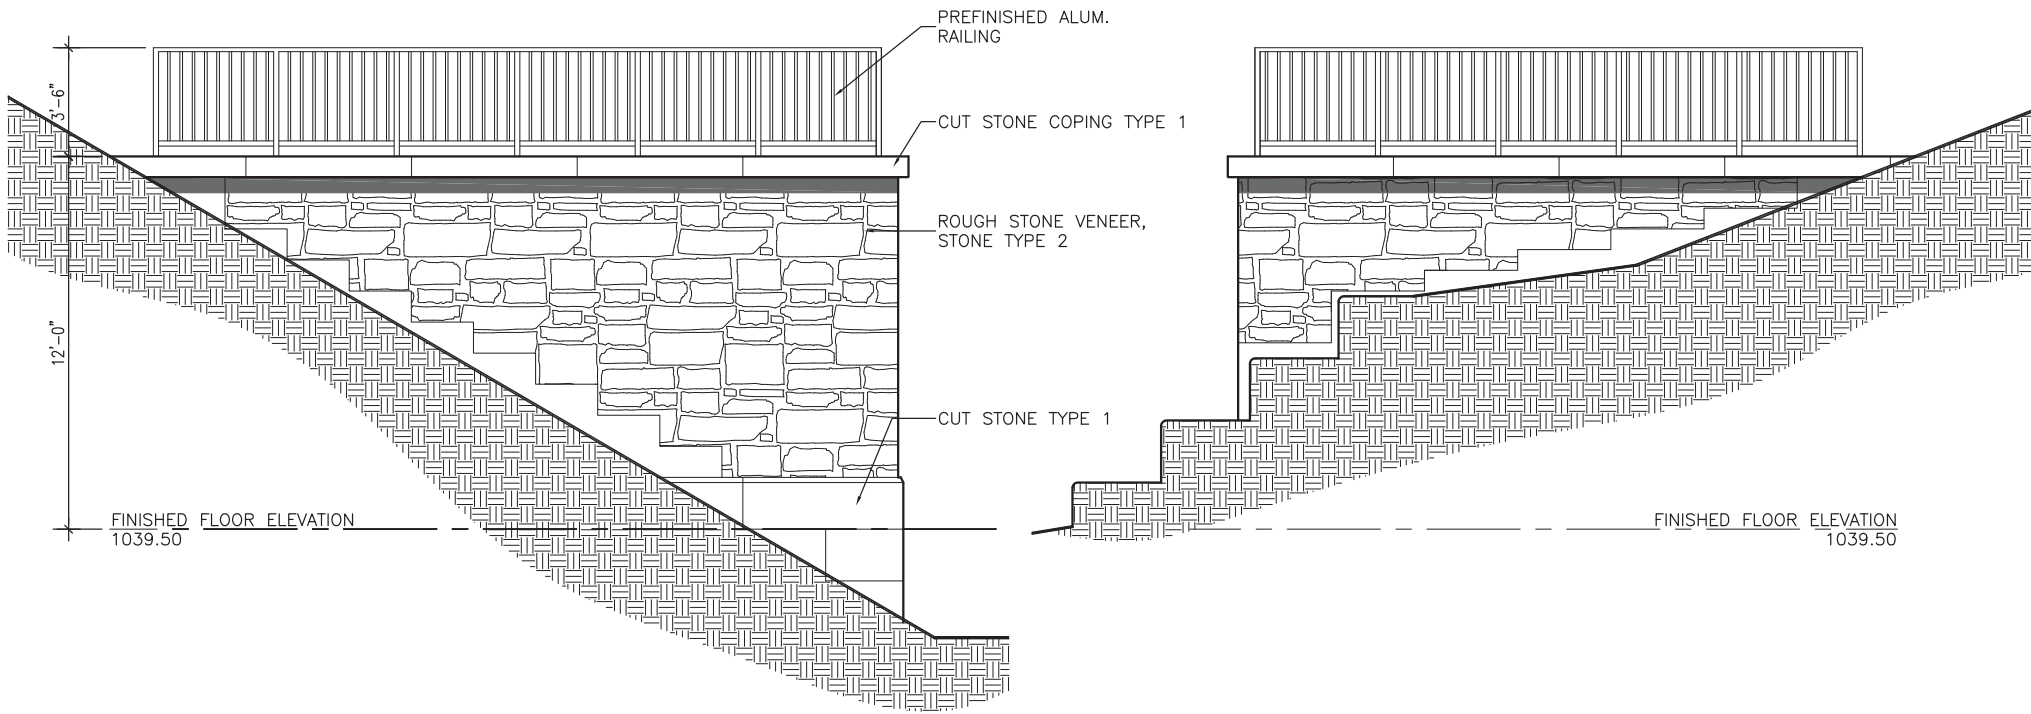 PREFINISHED ALUM.
RAILING
3'-6"
CUT STONE COPING TYPE 1
ROUGH STONE VENEER,
STONE TYPE 2
12'-0"
CUT STONE TYPE 1
FINISHED FLOOR ELEVATION
1039.50
FINISHED FLOOR ELEVATION
1039.50